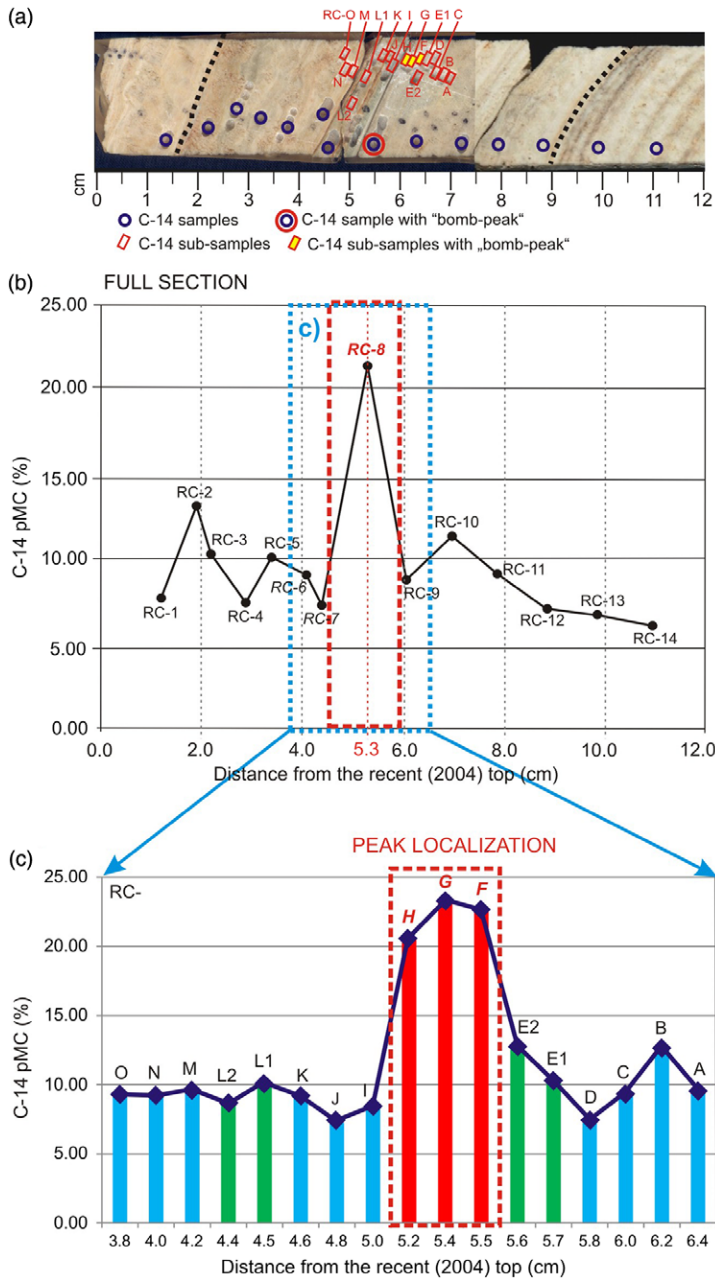 (a)
RC-O M L1 K I G E1 C
J H F D B
N E2 A
L2
cm
0 1 2 3 4 5 6 7 8 9 10 11 12
C-14 samples C-14 sample with "bomb-peak“
C-14 sub-samples C-14 sub-samples with „bomb-peak“
(b) FULL SECTION
25.00
c)
RC-8
20.00
15.00
RC-2
RC-10
RC-3 RC-5
10.00
RC-6 RC-11
RC-1 RC-4 RC-7 RC-9 RC-12 RC-13
RC-14
5.00
0.00
C-14 pMC (%)
0.0 2.0 4.0 5.3 6.0 8.0 10.0 12.0
Distance from the recent (2004) top (cm)
(c) PEAK LOCALIZATION
25.00
RC-
G
H F
20.00
15.00
E2 B
L1 E1
O N M L2 K C A
10.00
J I D
5.00
0.00
C-14 pMC (%)
3.8 4.0 4.2 4.4 4.5 4.6 4.8 5.0 5.2 5.4 5.5 5.6 5.7 5.8 6.0 6.2 6.4
Distance from the recent (2004) top (cm)